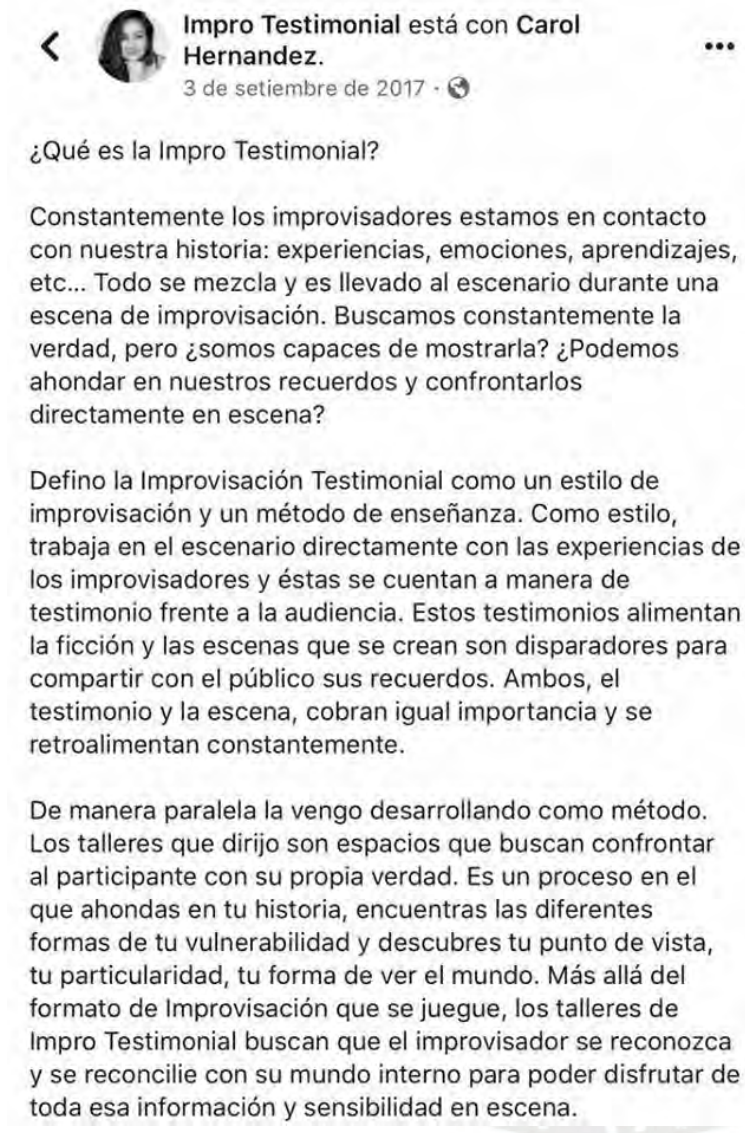 Impro Testimonial está con Carol
Hernandez.
3 de setiembre de 2017 ·
¿Qué es la Impro Testimonial?
Constantemente los improvisadores estamos en contacto
con nuestra historia: experiencias, emociones, aprendizajes,
etc... Todo se mezcla y es llevado al escenario durante una
escena de improvisación. Buscamos constantemente la
verdad, pero ¿somos capaces de mostrarla? ¿Podemos
ahondar en nuestros recuerdos y confrontarlos
directamente en escena?
Defino la Improvisación Testimonial como un estilo de
improvisación y un método de enseñanza. Como estilo,
trabaja en el escenario directamente con las experiencias de
los improvisadores y éstas se cuentan a manera de
testimonio frente a la audiencia. Estos testimonios alimentan
la ficción y las escenas que se crean son disparadores para
compartir con el público sus recuerdos. Ambos, el
testimonio y la escena, cobran igual importancia y se
retroalimentan constantemente.
De manera paralela la vengo desarrollando como método.
Los talleres que dirijo son espacios que buscan confrontar
al participante con su propia verdad. Es un proceso en el
que ahondas en tu historia, encuentras las diferentes
formas de tu vulnerabilidad y descubres tu punto de vista,
tu particularidad, tu forma de ver el mundo. Más allá del
formato de Improvisación que se juegue, los talleres de
Impro Testimonial buscan que el improvisador se reconozca
y se reconcilie con su mundo interno para poder disfrutar de
toda esa información y sensibilidad en escena.